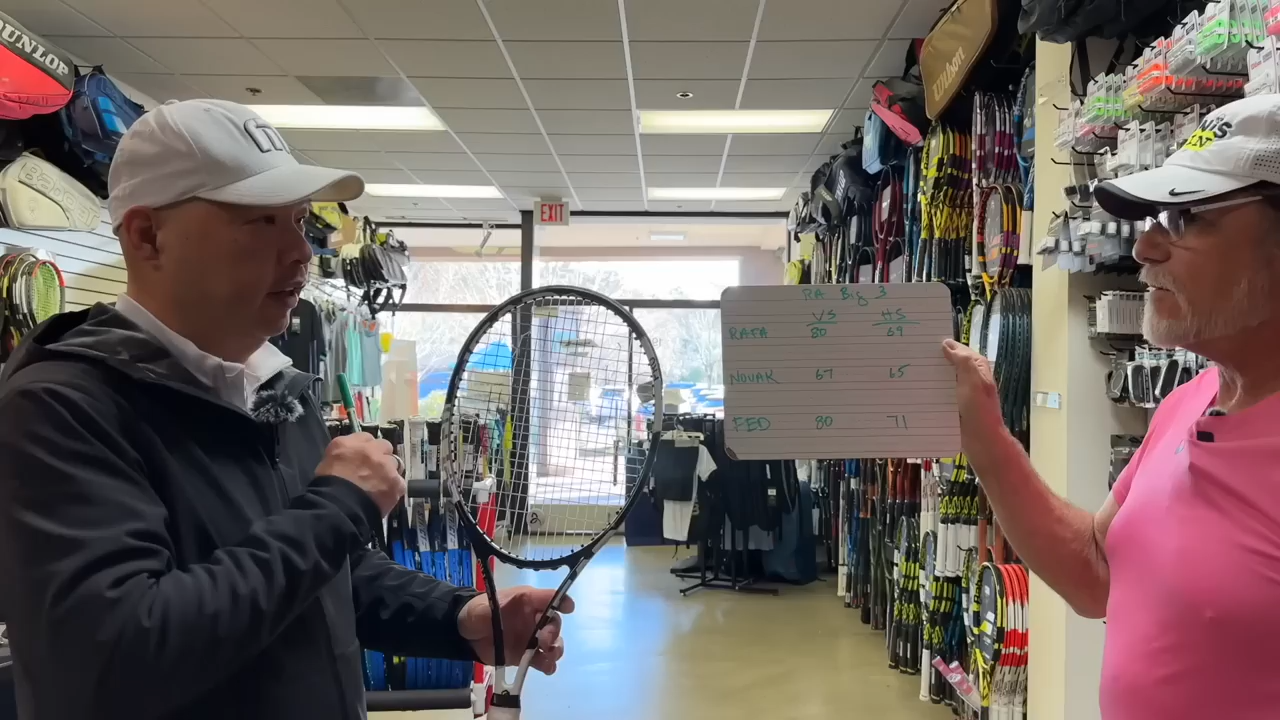 DUNLOP
Wilson
EXIT
RA Big 3
VS HS
RAFA 80 69
NOVAK 67 65
FED 80 71